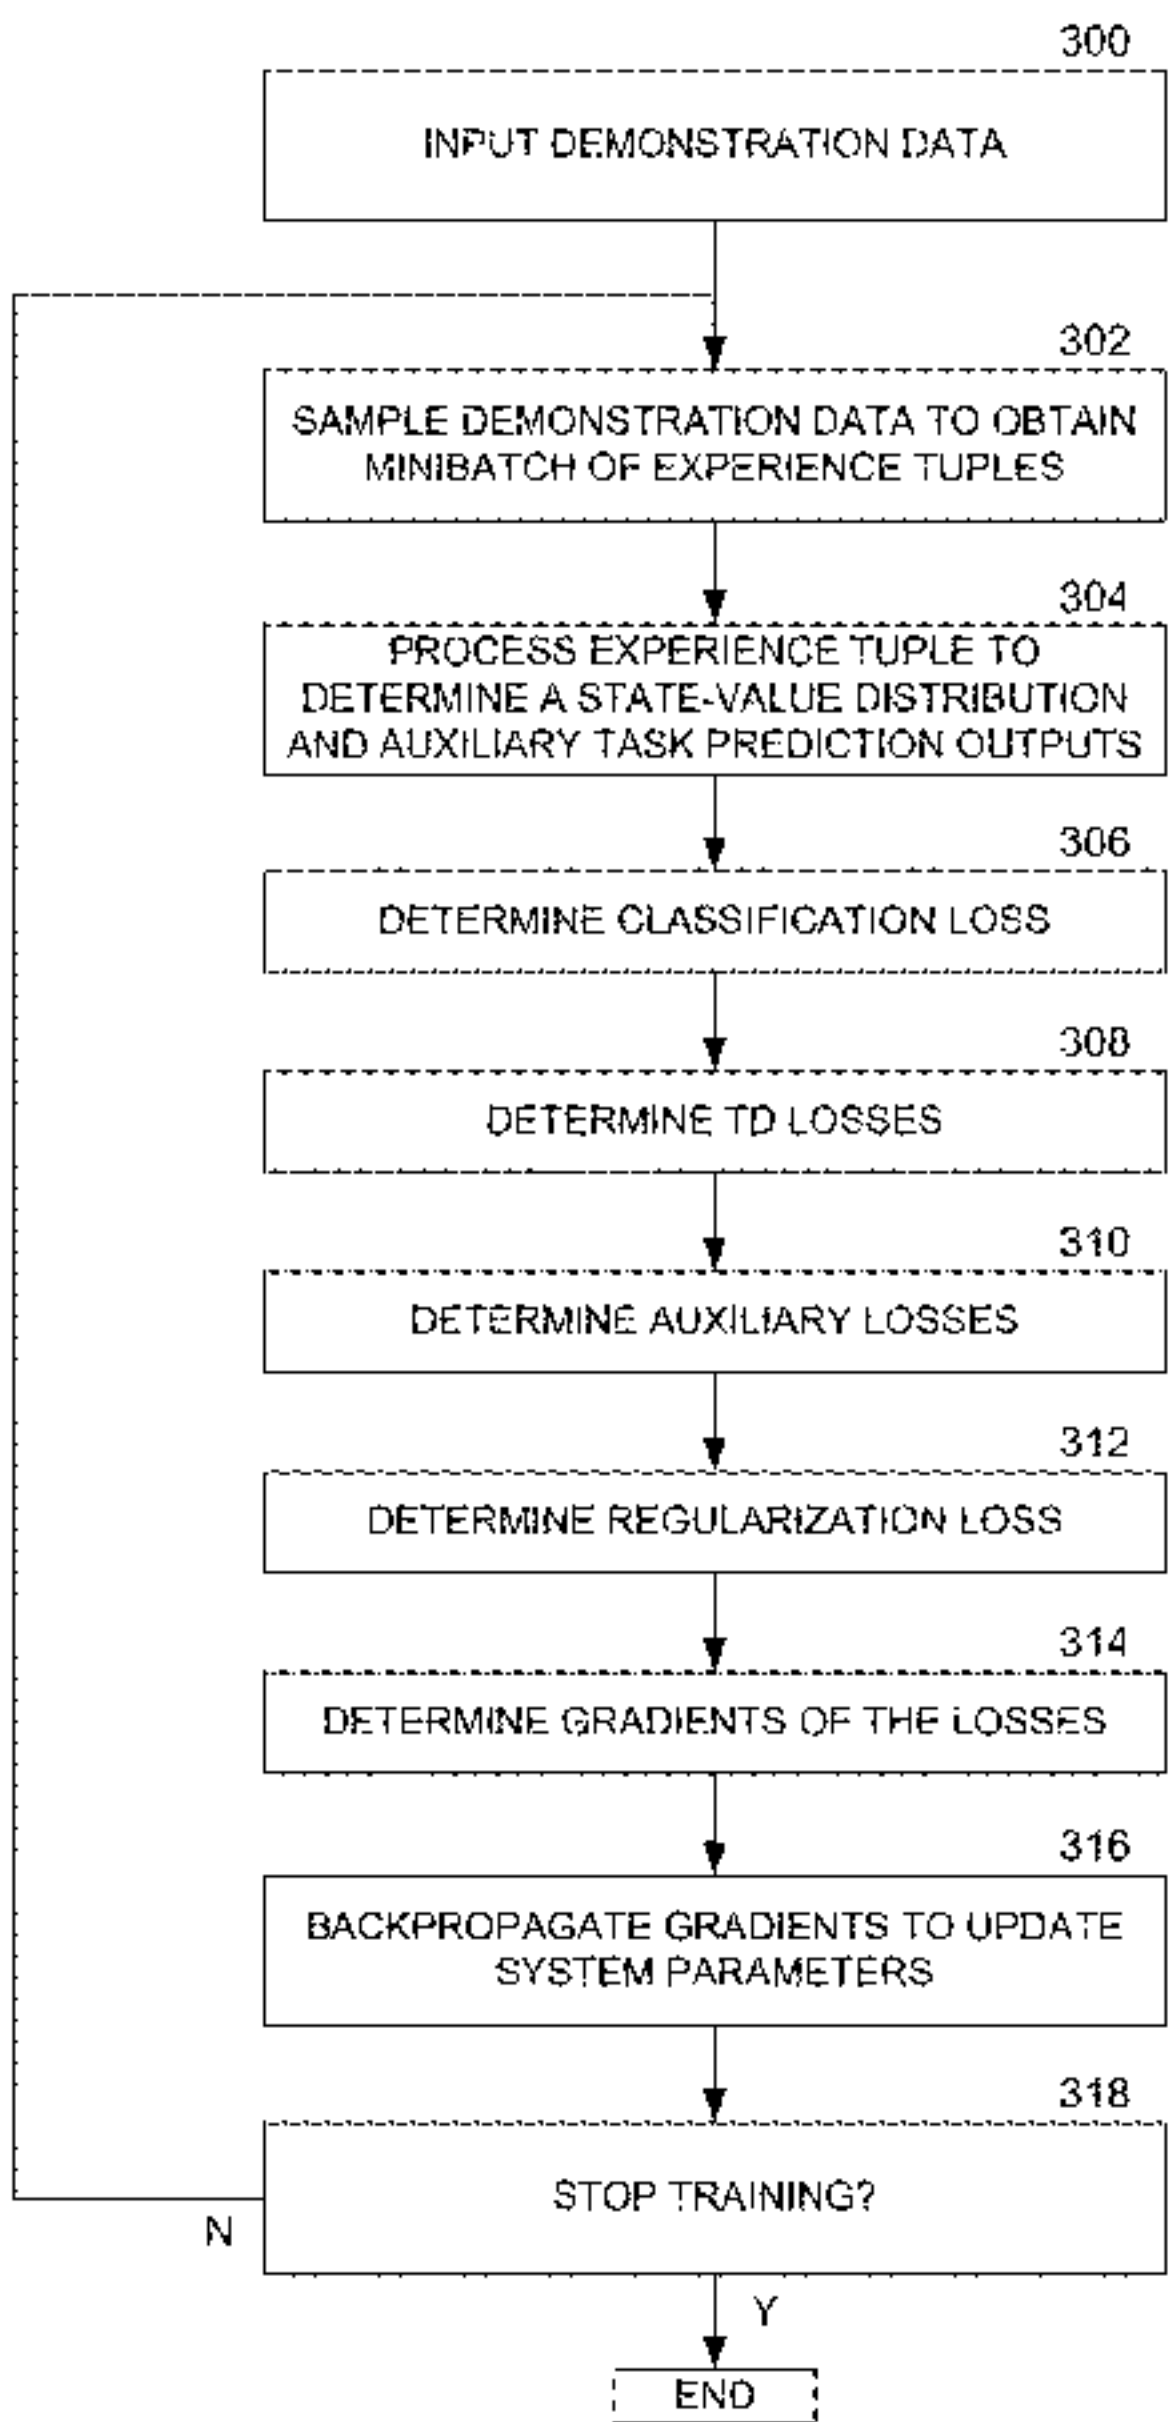 300
INPUT DEMONSTRATION DATA
302
SAMPLE DEMONSTRATION DATA TO OBTAIN
MINIBATCH OF EXPERIENCE TUPLES
304
PROCESS EXPERIENCE TUPLE TO
DETERMINE A STATE-VALUE DISTRIBUTION
AND AUXILIARY TASK PREDICTION OUTPUTS
306
DETERMINE CLASSIFICATION LOSS
308
DETERMINE TD LOSSES
310
DETERMINE AUXILIARY LOSSES
312
DETERMINE REGULARIZATION LOSS
314
DETERMINE GRADIENTS OF THE LOSSES
316
BACKPROPAGATE GRADIENTS TO UPDATE
SYSTEM PARAMETERS
318
STOP TRAINING?
N
Y
END